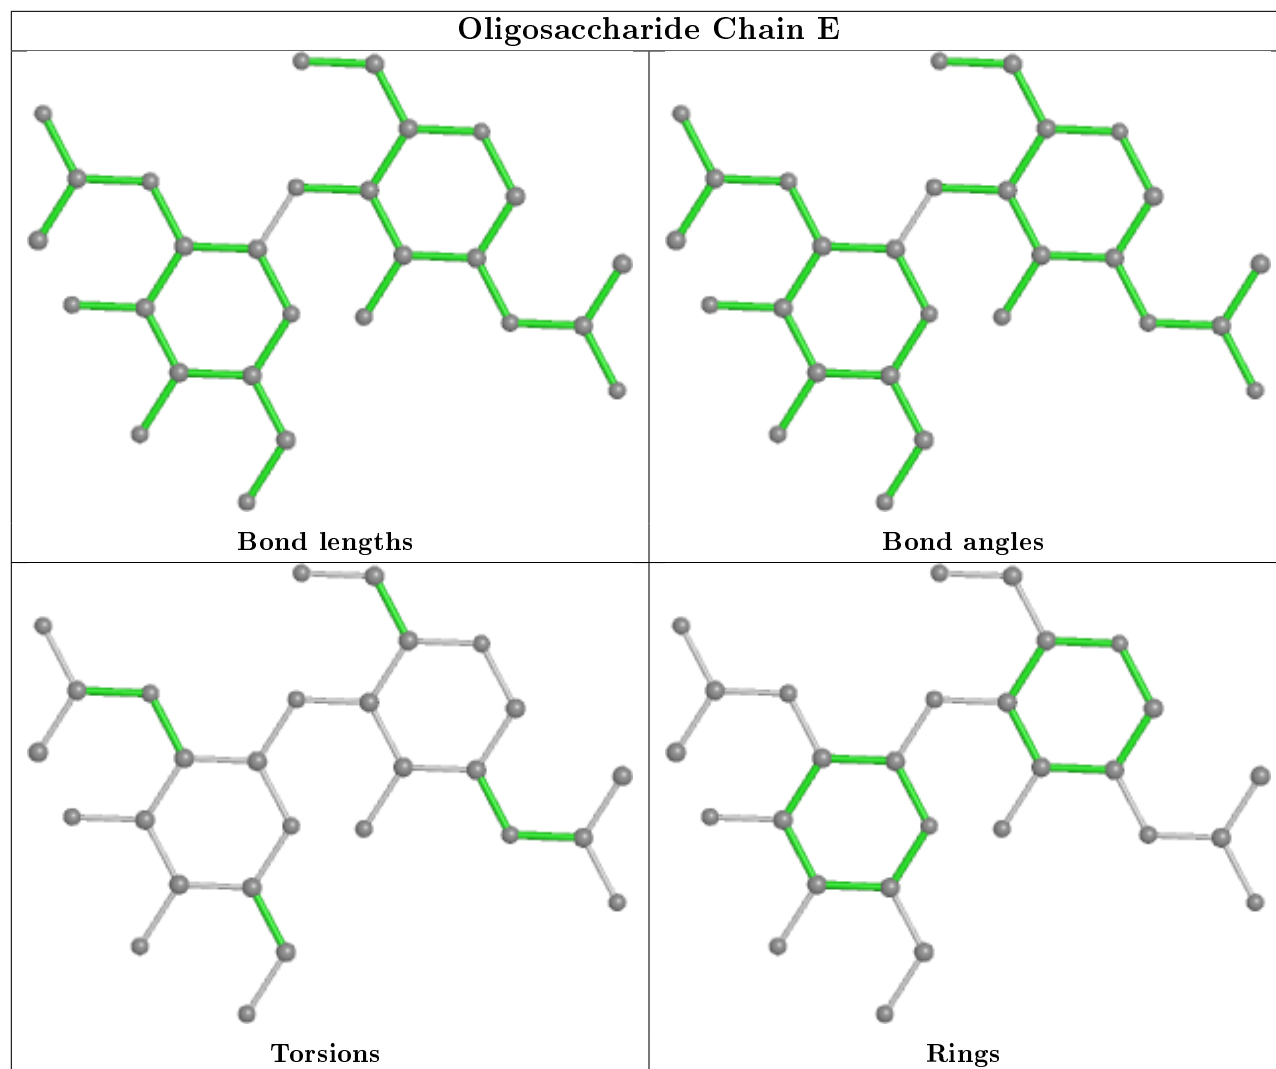 Oligosaccharide Chain E
Bond lengths
Bond angles
Torsions
Rings